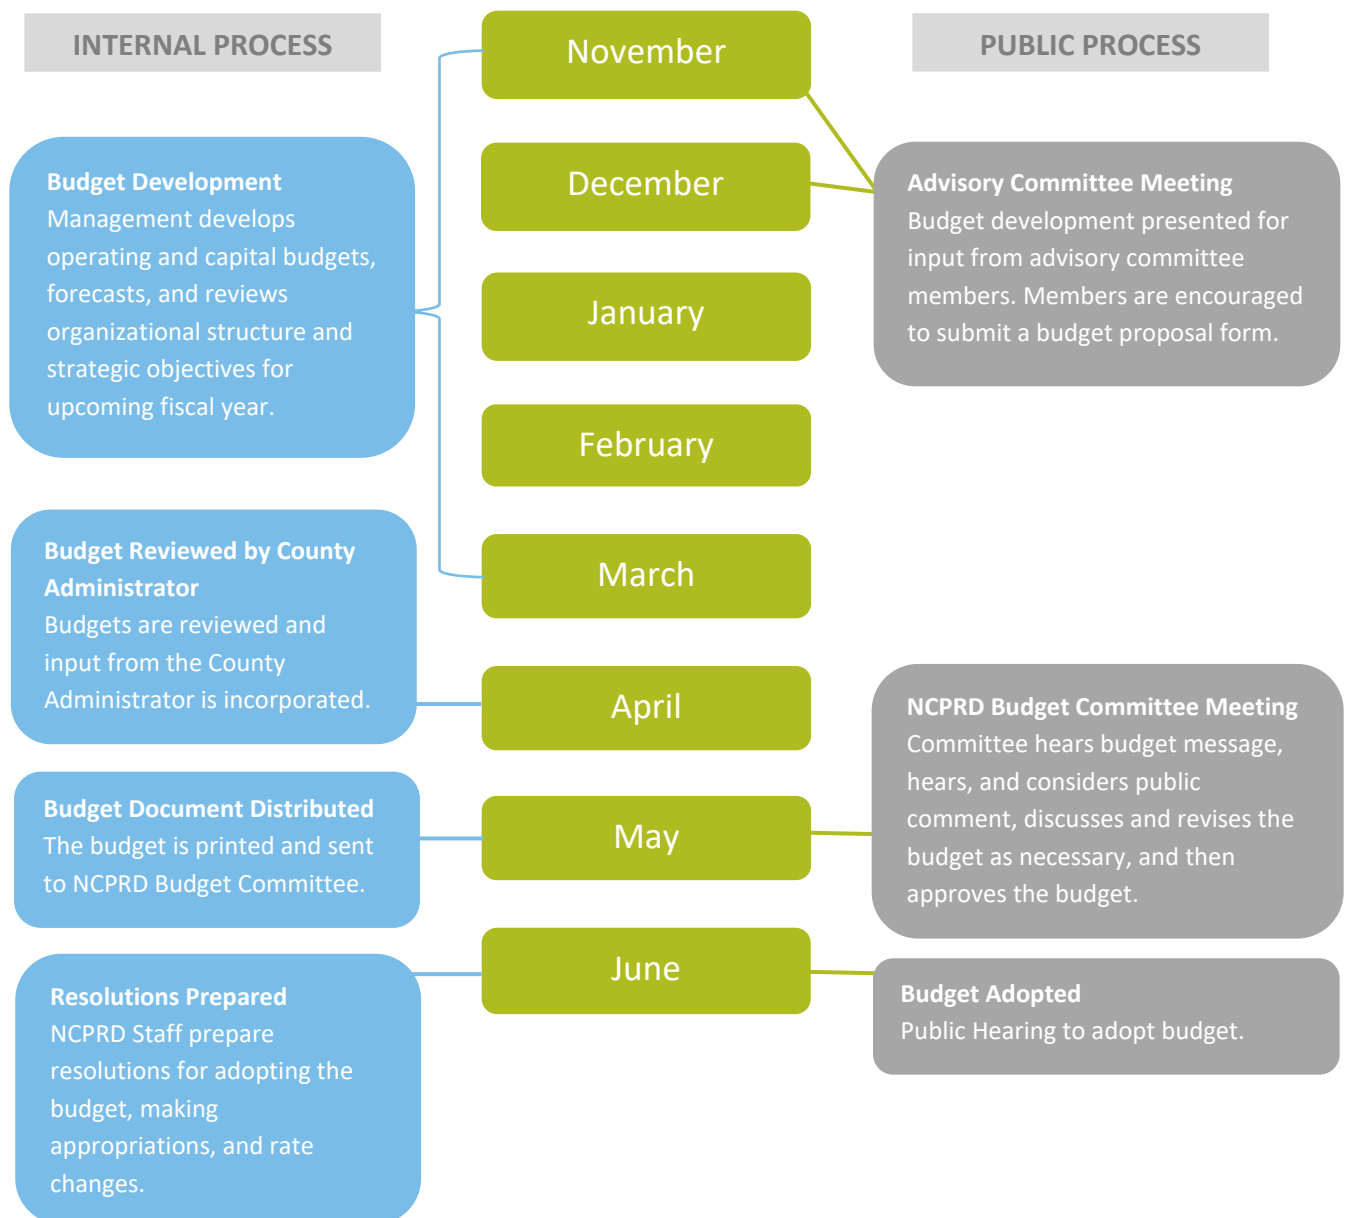 INTERNAL PROCESS
November
PUBLIC PROCESS
Budget Development
Management develops
operating and capital budgets,
forecasts, and reviews
organizational structure and
strategic objectives for
upcoming fiscal year.
December
Advisory Committee Meeting
Budget development presented for
input from advisory committee
members. Members are encouraged
to submit a budget proposal form.
January
February
Budget Reviewed by County
Administrator
Budgets are reviewed and
input from the County
Administrator is incorporated.
March
April
NCPRD Budget Committee Meeting
Committee hears budget message,
hears, and considers public
comment, discusses and revises the
budget as necessary, and then
approves the budget.
Budget Document Distributed
The budget is printed and sent
to NCPRD Budget Committee.
May
June
Resolutions Prepared
NCPRD Staff prepare
resolutions for adopting the
budget, making
appropriations, and rate
changes.
Budget Adopted
Public Hearing to adopt budget.